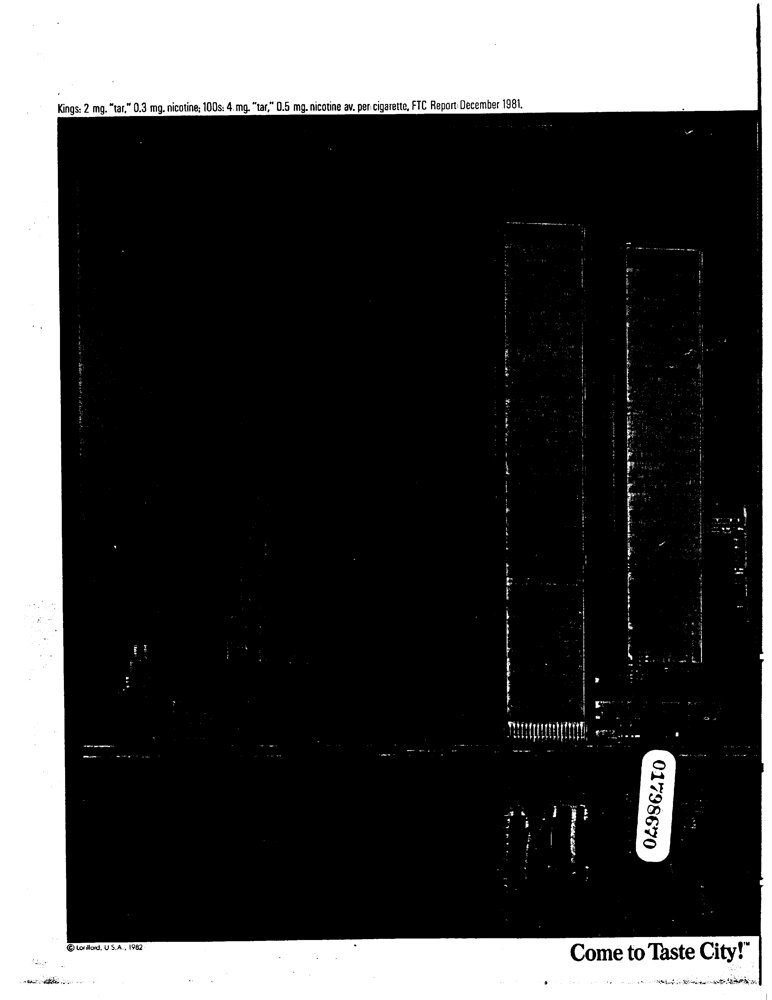 Kings: 2 mg. "tar," 0.3 mg. nicotine; 100s: 4 mg. "tar," 0.5 mg. nicotine av. per cigarette, FTC Report December 1981.
01798670
© Lorillard, U.S.A., 1982
Come to Taste City!™